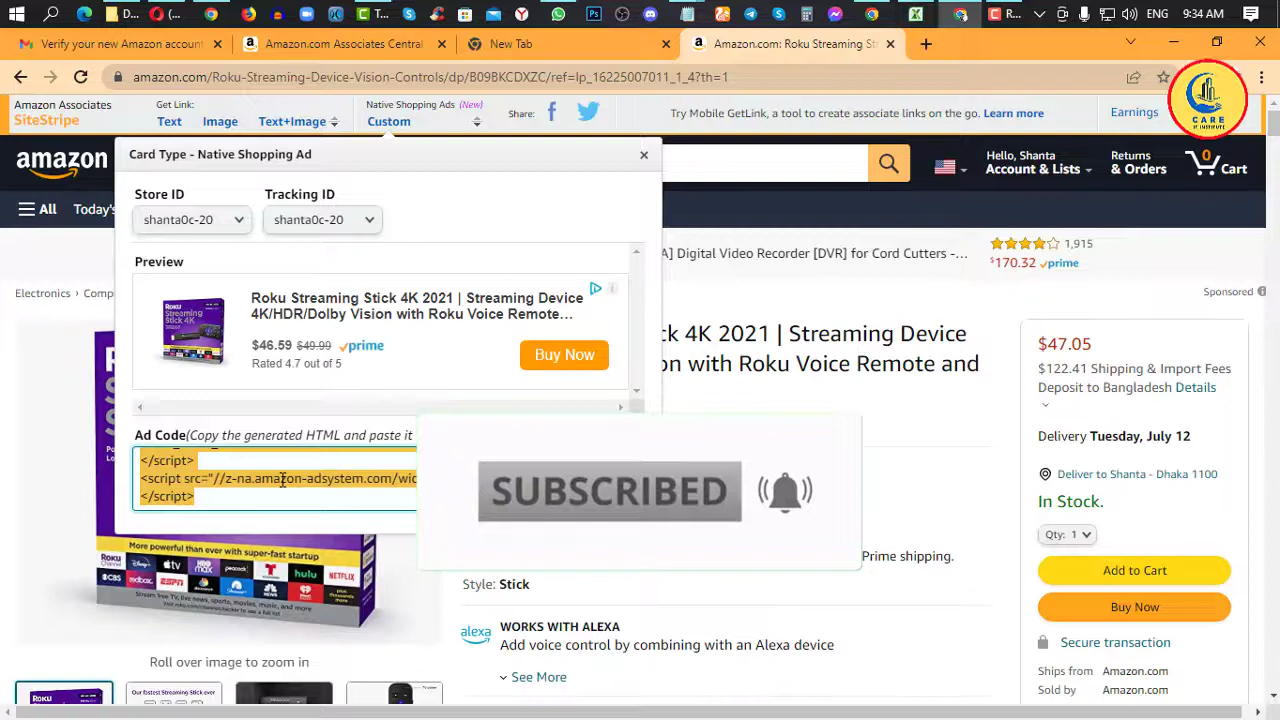 ENG 9:34 AM
Verify your new Amazon account
Amazon.com Associates Central
New Tab
Amazon.com: Roku Streaming St
amazon.com/Roku-Streaming-Device-Vision-Controls/dp/B09BKCDXZC/ref=lp_16225007011_1_4?th=1
Amazon Associates
SiteStripe
Get Link:
Text Image Text+Image
Native Shopping Ads (New)
Custom
Share:
Try Mobile GetLink, a tool to create associate links on the go. Learn more
Earnings
CARE
IT INSTITUTE
amazon
Hello, Shanta
Account & Lists
Returns
& Orders
0
Cart
All Today's
Card Type - Native Shopping Ad
Store ID Tracking ID
shanta0c-20 shanta0c-20
Preview
Roku Streaming Stick 4K 2021 | Streaming Device
4K/HDR/Dolby Vision with Roku Voice Remote...
$46.59 $49.99 prime
Rated 4.7 out of 5
Buy Now
Ad Code(Copy the generated HTML and paste it
</script>
<script src="//z-na.amazon-adsystem.com/wid
</script>
A] Digital Video Recorder [DVR] for Cord Cutters -...
1,915
$170.32 prime
Sponsored
Electronics › Comp
ck 4K 2021 | Streaming Device
on with Roku Voice Remote and
SUBSCRIBED
Prime shipping.
Style: Stick
WORKS WITH ALEXA
alexa
Add voice control by combining with an Alexa device
See More
More powerful than ever with super-fast startup
hulu
NETFLIX
CBS
ESPN
Roll over image to zoom in
$47.05
$122.41 Shipping & Import Fees
Deposit to Bangladesh Details
Delivery Tuesday, July 12
Deliver to Shanta - Dhaka 1100
In Stock.
Qty: 1
Add to Cart
Buy Now
Secure transaction
Ships from Amazon.com
Sold by Amazon.com